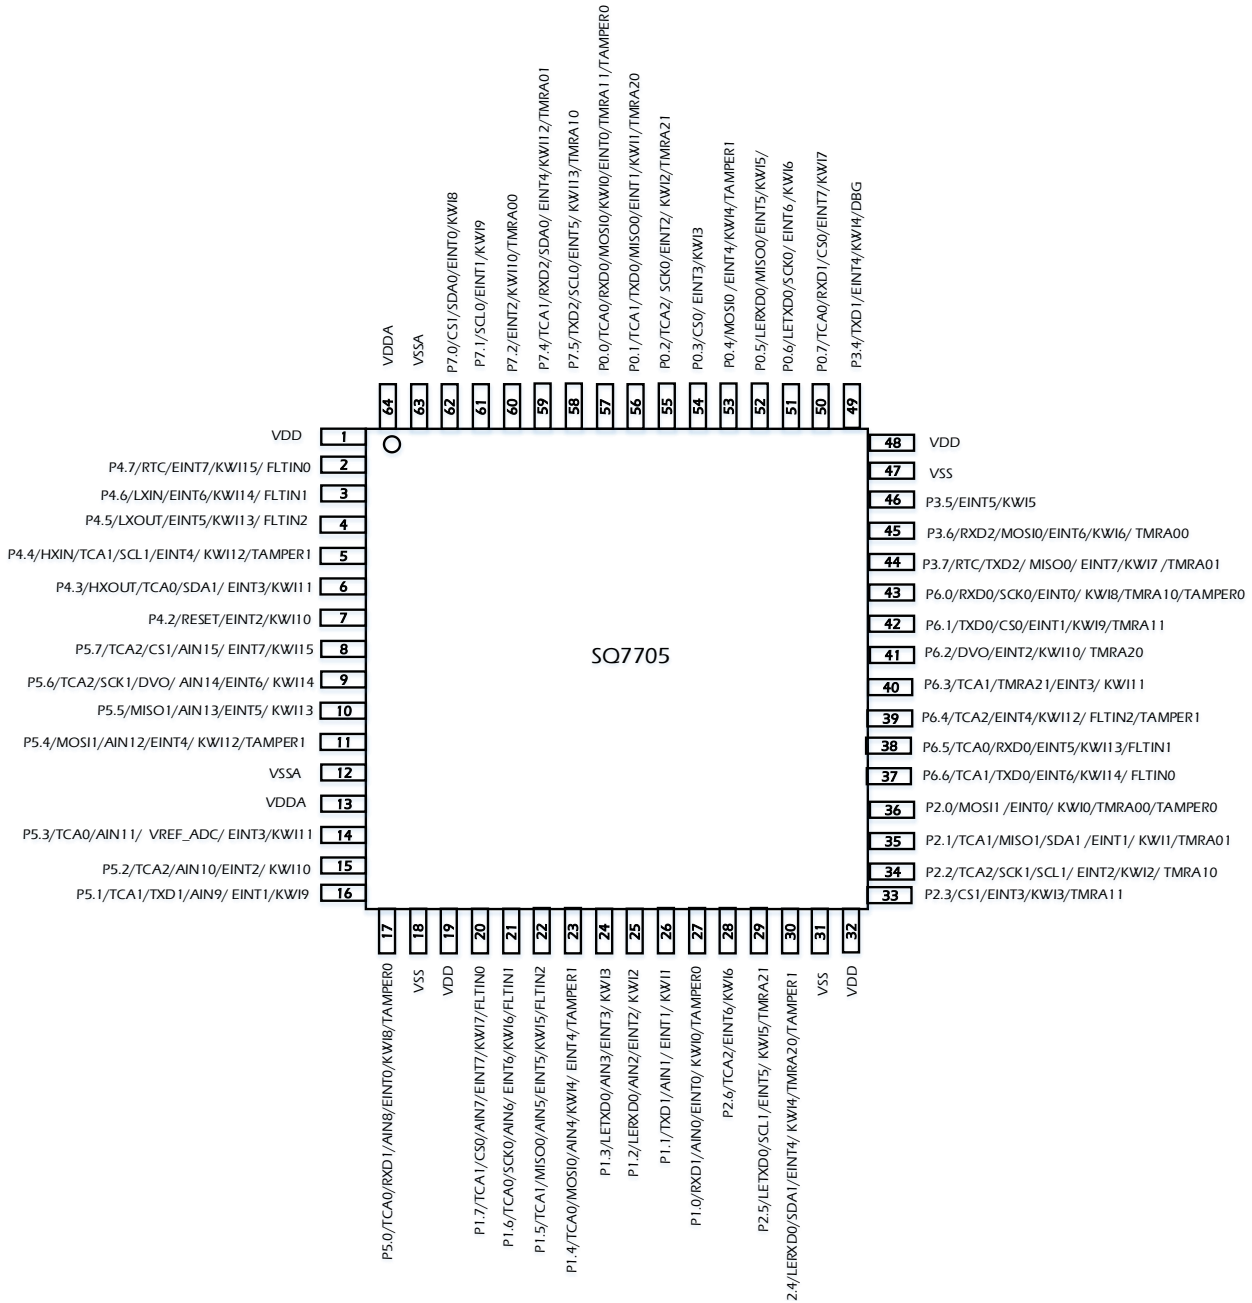 VDDA
VSSA
P7.0/CS1/SDA0/EINT0/KWI8
P7.1/SCL0/EINT1/KWI9
P7.2/EINT2/KWI10/TMRA00
P7.4/TCA1/RXD2/SDA0/ EINT4/KWI12/TMRA01
P7.5/TXD2/SCL0/EINT5/ KWI13/TMRA10
P0.0/TCA0/RXD0/MOSI0/KWI0/EINT0/TMRA11/TAMPER0
P0.1/TCA1/TXD0/MISO0/EINT1/KWI1/TMRA20
P0.2/TCA2/ SCK0/EINT2/ KWI2/TMRA21
P0.3/CS0/ EINT3/KWI3
P0.4/MOSI0 /EINT4/KWI4/TAMPER1
P0.5/LERXD0/MISO0/EINT5/KWI5/
P0.6/LETXD0/SCK0/ EINT6 /KWI6
P0.7/TCA0/RXD1/CS0/EINT7/KWI7
P3.4/TXD1/EINT4/KWI4/DBG
64
63
62
61
60
59
58
57
56
55
54
53
52
51
50
49
VDD 1
P4.7/RTC/EINT7/KWI15/ FLTIN0 2
P4.6/LXIN/EINT6/KWI14/ FLTIN1 3
P4.5/LXOUT/EINT5/KWI13/ FLTIN2 4
P4.4/HXIN/TCA1/SCL1/EINT4/ KWI12/TAMPER1 5
P4.3/HXOUT/TCA0/SDA1/ EINT3/KWI11 6
P4.2/RESET/EINT2/KWI10 7
P5.7/TCA2/CS1/AIN15/ EINT7/KWI15 8
P5.6/TCA2/SCK1/DVO/ AIN14/EINT6/ KWI14 9
P5.5/MISO1/AIN13/EINT5/ KWI13 10
P5.4/MOSI1/AIN12/EINT4/ KWI12/TAMPER1 11
VSSA 12
VDDA 13
P5.3/TCA0/AIN11/ VREF_ADC/ EINT3/KWI11 14
P5.2/TCA2/AIN10/EINT2/ KWI10 15
P5.1/TCA1/TXD1/AIN9/ EINT1/KWI9 16
SQ7705
48 VDD
47 VSS
46 P3.5/EINT5/KWI5
45 P3.6/RXD2/MOSI0/EINT6/KWI6/ TMRA00
44 P3.7/RTC/TXD2/ MISO0/ EINT7/KWI7 /TMRA01
43 P6.0/RXD0/SCK0/EINT0/ KWI8/TMRA10/TAMPER0
42 P6.1/TXD0/CS0/EINT1/KWI9/TMRA11
41 P6.2/DVO/EINT2/KWI10/ TMRA20
40 P6.3/TCA1/TMRA21/EINT3/ KWI11
39 P6.4/TCA2/EINT4/KWI12/ FLTIN2/TAMPER1
38 P6.5/TCA0/RXD0/EINT5/KWI13/FLTIN1
37 P6.6/TCA1/TXD0/EINT6/KWI14/ FLTIN0
36 P2.0/MOSI1 /EINT0/ KWI0/TMRA00/TAMPER0
35 P2.1/TCA1/MISO1/SDA1 /EINT1/ KWI1/TMRA01
34 P2.2/TCA2/SCK1/SCL1/ EINT2/KWI2/ TMRA10
33 P2.3/CS1/EINT3/KWI3/TMRA11
17
18
19
20
21
22
23
24
25
26
27
28
29
30
31
32
P5.0/TCA0/RXD1/AIN8/EINT0/KWI8/TAMPER0
VSS
VDD
P1.7/TCA1/CS0/AIN7/EINT7/KWI7/FLTIN0
P1.6/TCA0/SCK0/AIN6/ EINT6/KWI6/FLTIN1
P1.5/TCA1/MISO0/AIN5/EINT5/KWI5/FLTIN2
P1.4/TCA0/MOSI0/AIN4/KWI4/ EINT4/TAMPER1
P1.3/LETXD0/AIN3/EINT3/ KWI3
P1.2/LERXD0/AIN2/EINT2/ KWI2
P1.1/TXD1/AIN1/ EINT1/ KWI1
P1.0/RXD1/AIN0/EINT0/ KWI0/TAMPER0
P2.6/TCA2/EINT6/KWI6
P2.5/LETXD0/SCL1/EINT5/ KWI5/TMRA21
2.4/LERXD0/SDA1/EINT4/ KWI4/TMRA20/TAMPER1
VSS
VDD